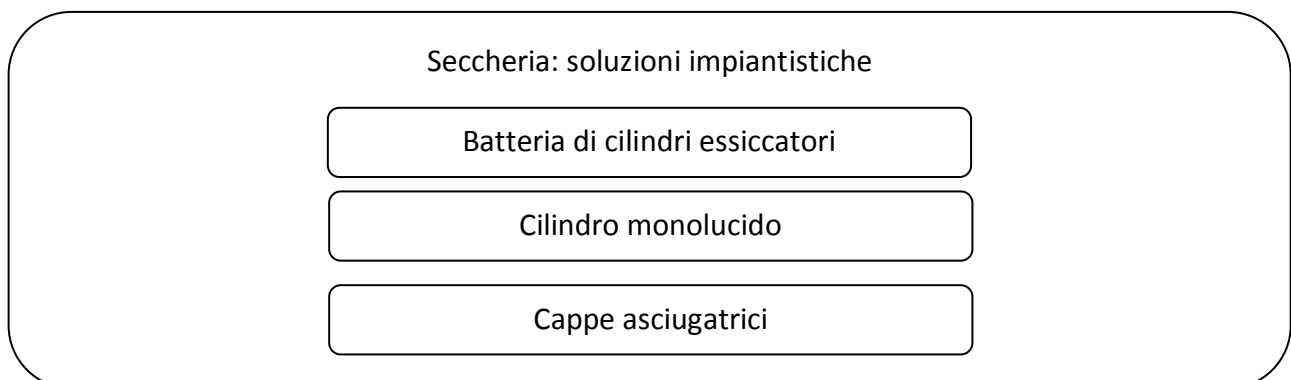 Seccheria: soluzioni impiantistiche
Batteria di cilindri essiccatori
Cilindro monolucido
Cappe asciugatrici